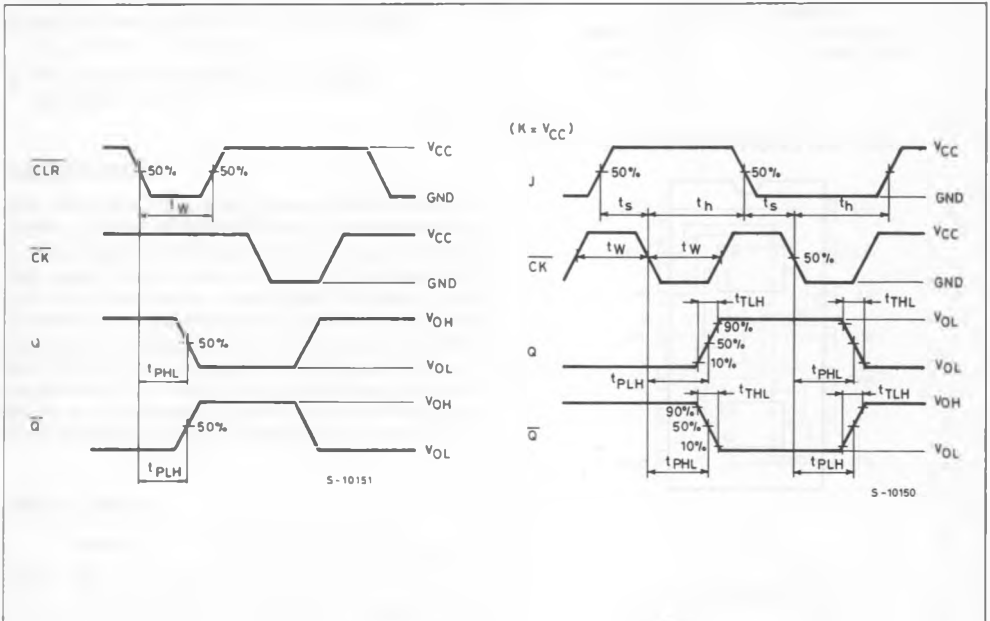 CLR
50%
50%
VCC
GND
tW
CK
VCC
GND
Q
50%
VOH
VOL
tPHL
Q
50%
VOH
VOL
tPLH
S-10151
(K = VCC)
J
50%
50%
VCC
GND
ts
th
ts
th
CK
tW
tW
50%
VCC
GND
tTLH
tTHL
Q
90%
50%
10%
VOL
VOL
tPLH
tPHL
tTHL
tTLH
Q
90%
50%
10%
VOH
VOL
tPHL
tPLH
S-10150